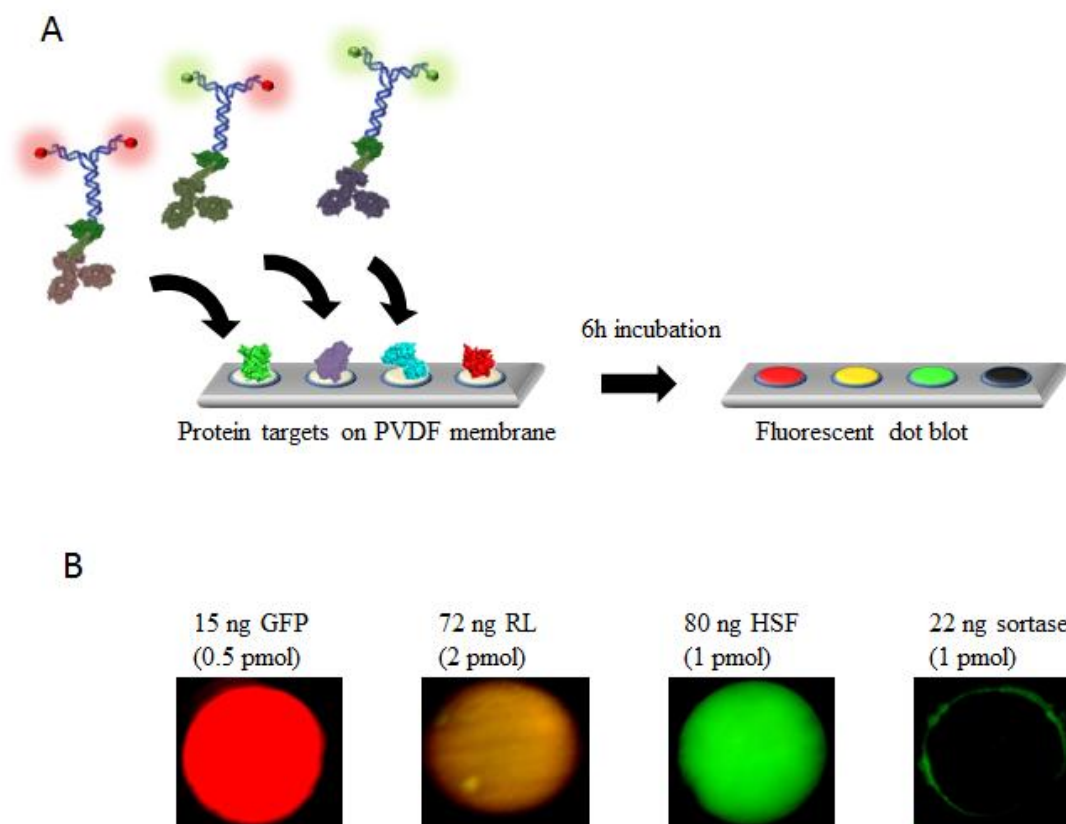 A
6h incubation
Protein targets on PVDF membrane
Fluorescent dot blot
B
15 ng GFP
(0.5 pmol)
72 ng RL
(2 pmol)
80 ng HSF
(1 pmol)
22 ng sortase
(1 pmol)